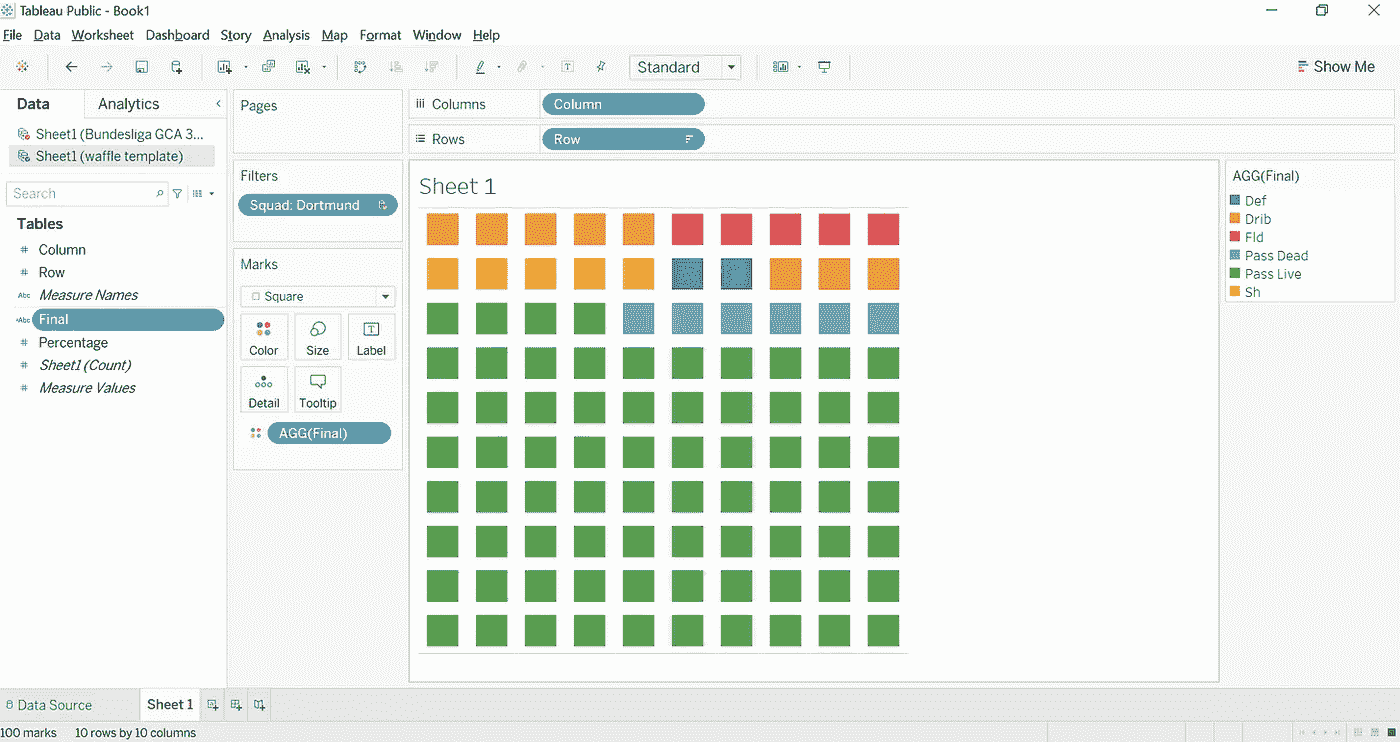 Tableau Public - Book1
File Data Worksheet Dashboard Story Analysis Map Format Window Help
Standard
Show Me
Data Analytics
Sheet1 (Bundesliga GCA 3...
Sheet1 (waffle template)
Search
Tables
# Column
# Row
Abc Measure Names
Abc Final
# Percentage
# Sheet1 (Count)
# Measure Values
Pages
Filters
Squad: Dortmund
Marks
Square
Color Size Label
Detail Tooltip
AGG(Final)
Columns Column
Rows Row
Sheet 1
AGG(Final)
Def
Drib
Fld
Pass Dead
Pass Live
Sh
Data Source Sheet 1
100 marks 10 rows by 10 columns